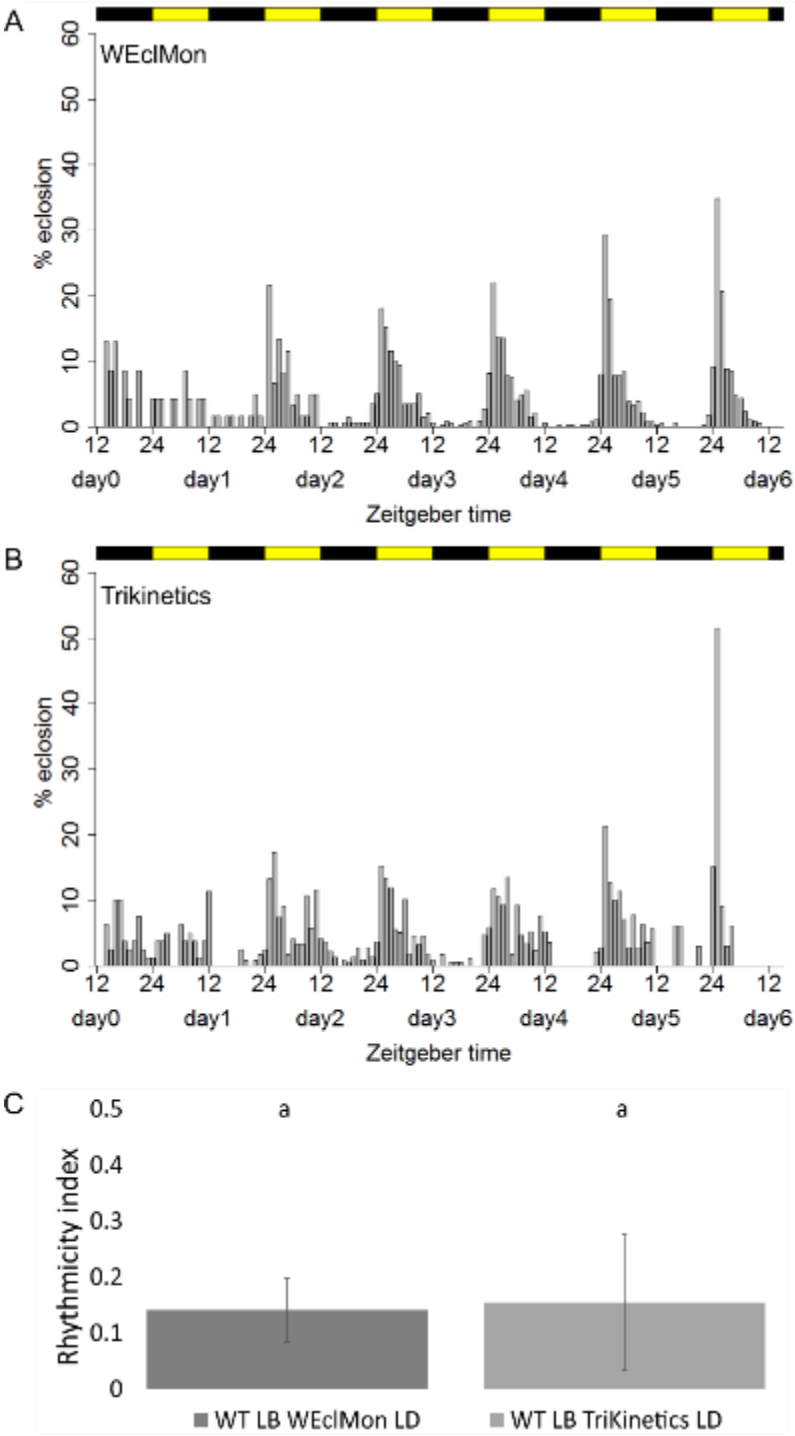 A
WEclMon
% eclosion
60
50
40
30
20
10
0
12 24 12 24 12 24 12 24 12 24 12 24 12
day0 day1 day2 day3 day4 day5 day6
Zeitgeber time
B
Trikinetics
% eclosion
60
50
40
30
20
10
0
12 24 12 24 12 24 12 24 12 24 12 24 12
day0 day1 day2 day3 day4 day5 day6
Zeitgeber time
C
Rhythmicity index
0.5
0.4
0.3
0.2
0.1
0
a a
WT LB WEclMon LD WT LB TriKinetics LD